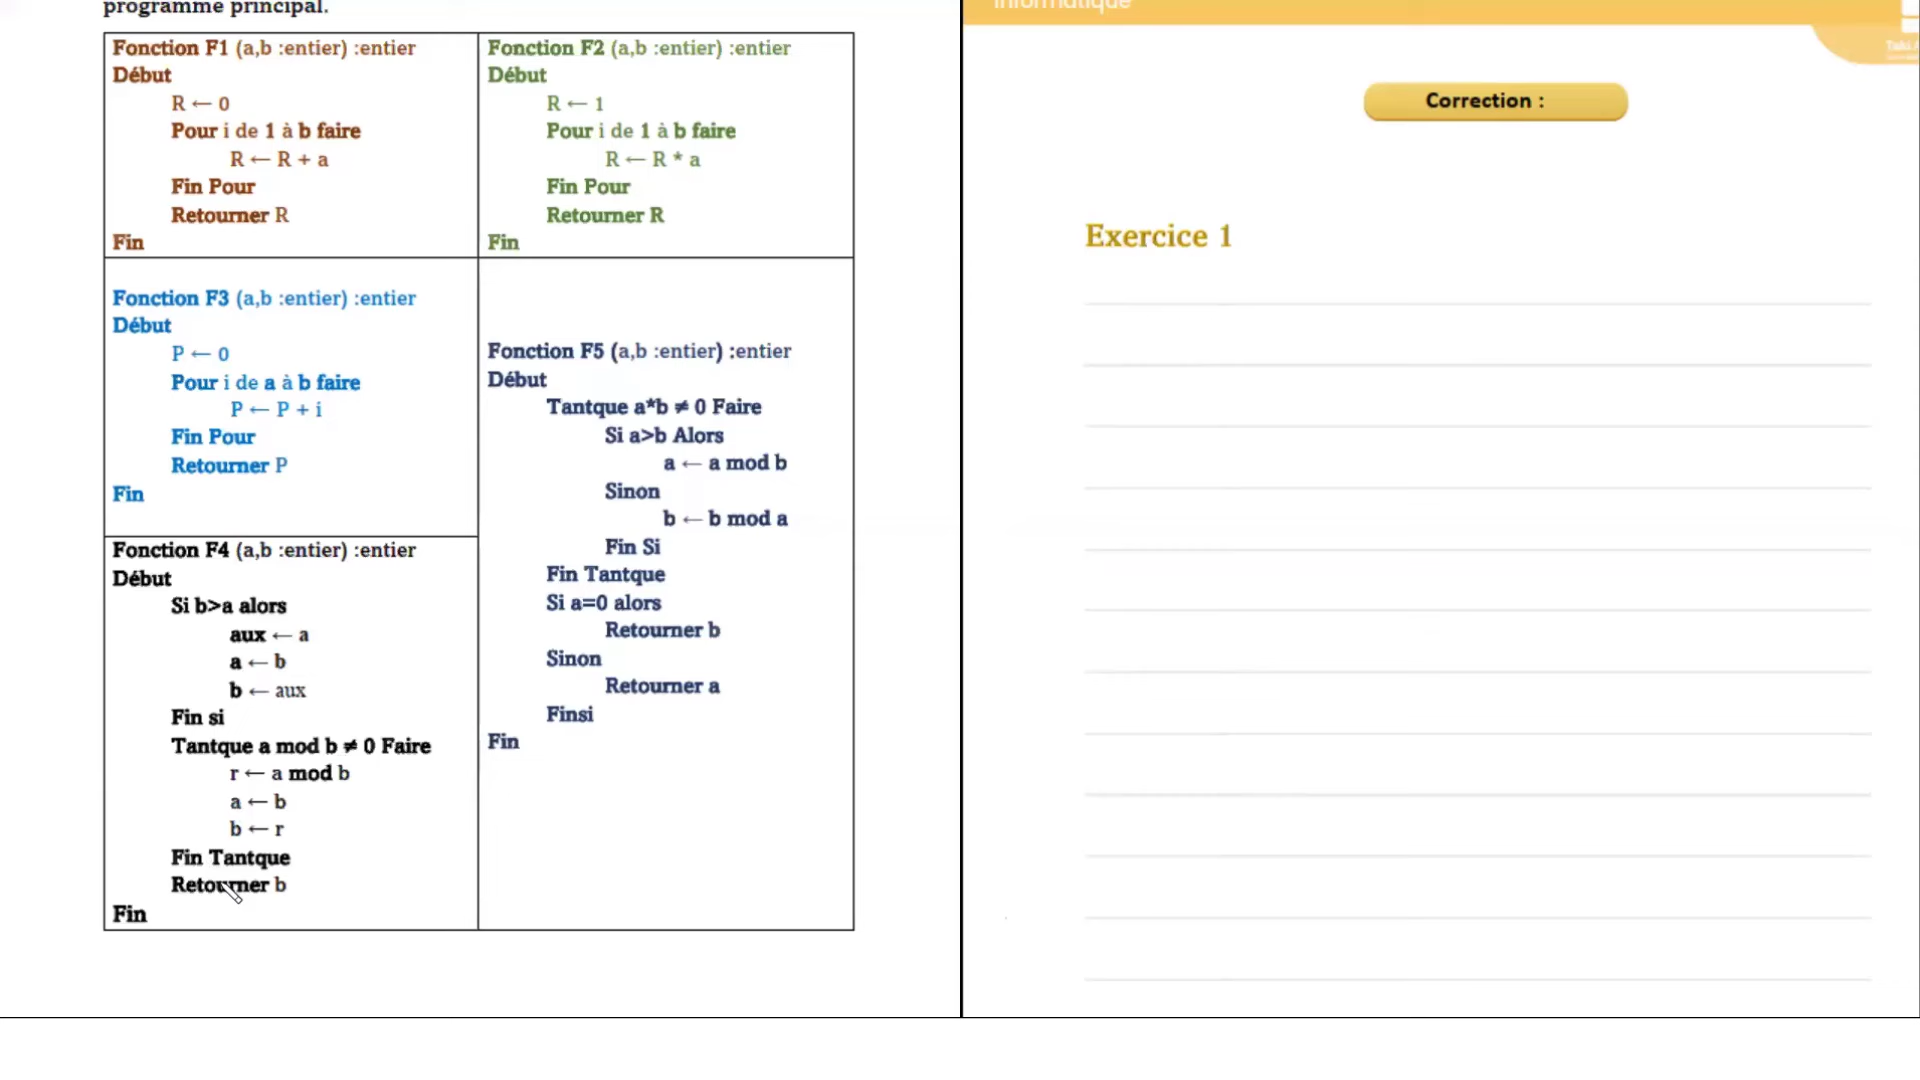 programme principal.
Fonction F1 (a,b :entier) :entier
Début
R ← 0
Pour i de 1 à b faire
R ← R + a
Fin Pour
Retourner R
Fin
Fonction F2 (a,b :entier) :entier
Début
R ← 1
Pour i de 1 à b faire
R ← R * a
Fin Pour
Retourner R
Fin
Fonction F3 (a,b :entier) :entier
Début
P ← 0
Pour i de a à b faire
P ← P + i
Fin Pour
Retourner P
Fin
Fonction F4 (a,b :entier) :entier
Début
Si b>a alors
aux ← a
a ← b
b ← aux
Fin si
Tantque a mod b ≠ 0 Faire
r ← a mod b
a ← b
b ← r
Fin Tantque
Retourner b
Fin
Fonction F5 (a,b :entier) :entier
Début
Tantque a*b ≠ 0 Faire
Si a>b Alors
a ← a mod b
Sinon
b ← b mod a
Fin Si
Fin Tantque
Si a=0 alors
Retourner b
Sinon
Retourner a
Finsi
Fin
Informatique
Correction :
Exercice 1